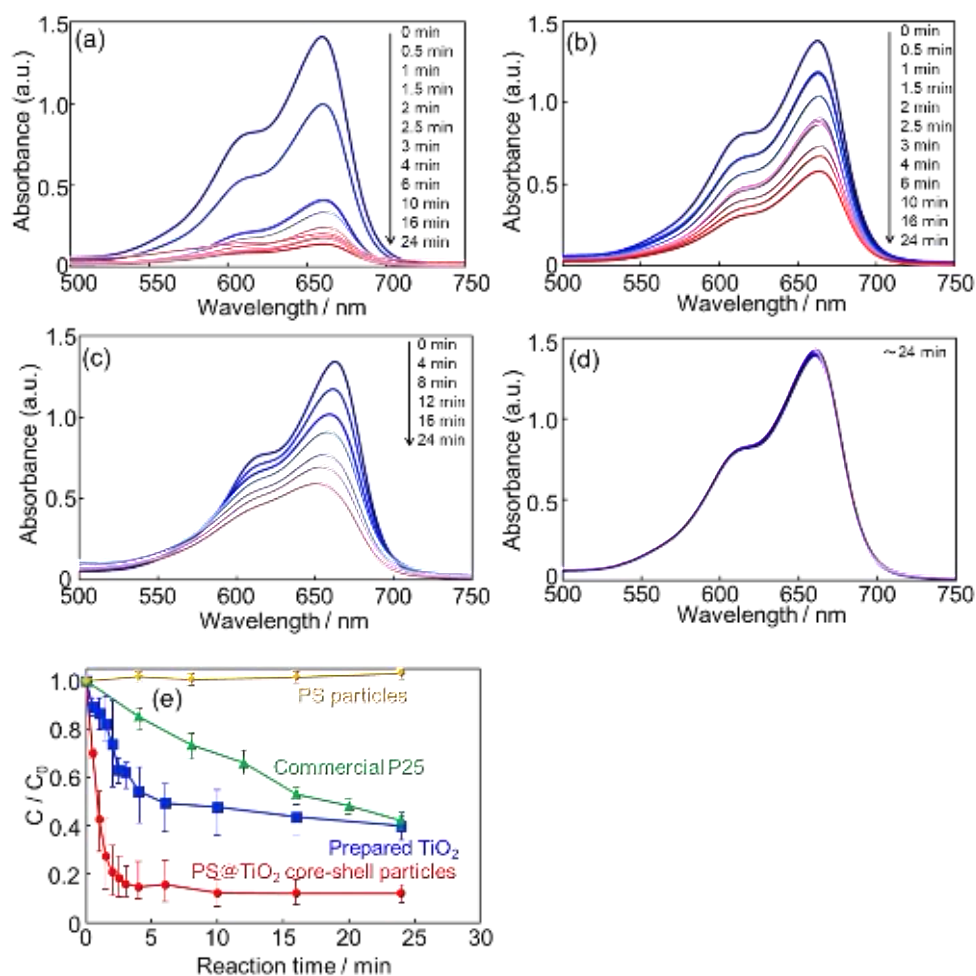 (a)
1.5
1.0
0.5
0
Absorbance (a.u.)
500 550 600 650 700 750
Wavelength / nm
0 min
0.5 min
1 min
1.5 min
2 min
2.5 min
3 min
4 min
6 min
10 min
16 min
24 min
(b)
1.5
1.0
0.5
0
Absorbance (a.u.)
500 550 600 650 700 750
Wavelength / nm
0 min
0.5 min
1 min
1.5 min
2 min
2.5 min
3 min
4 min
6 min
10 min
16 min
24 min
(c)
1.5
1.0
0.5
0
Absorbance (a.u.)
500 550 600 650 700 750
Wavelength / nm
0 min
4 min
8 min
12 min
16 min
24 min
(d)
1.5
1.0
0.5
0
Absorbance (a.u.)
500 550 600 650 700 750
Wavelength / nm
~24 min
(e)
1.0
0.8
0.6
0.4
0.2
0
C / C₀
0 5 10 15 20 25 30
Reaction time / min
PS particles
Commercial P25
Prepared TiO₂
PS@TiO₂ core-shell particles